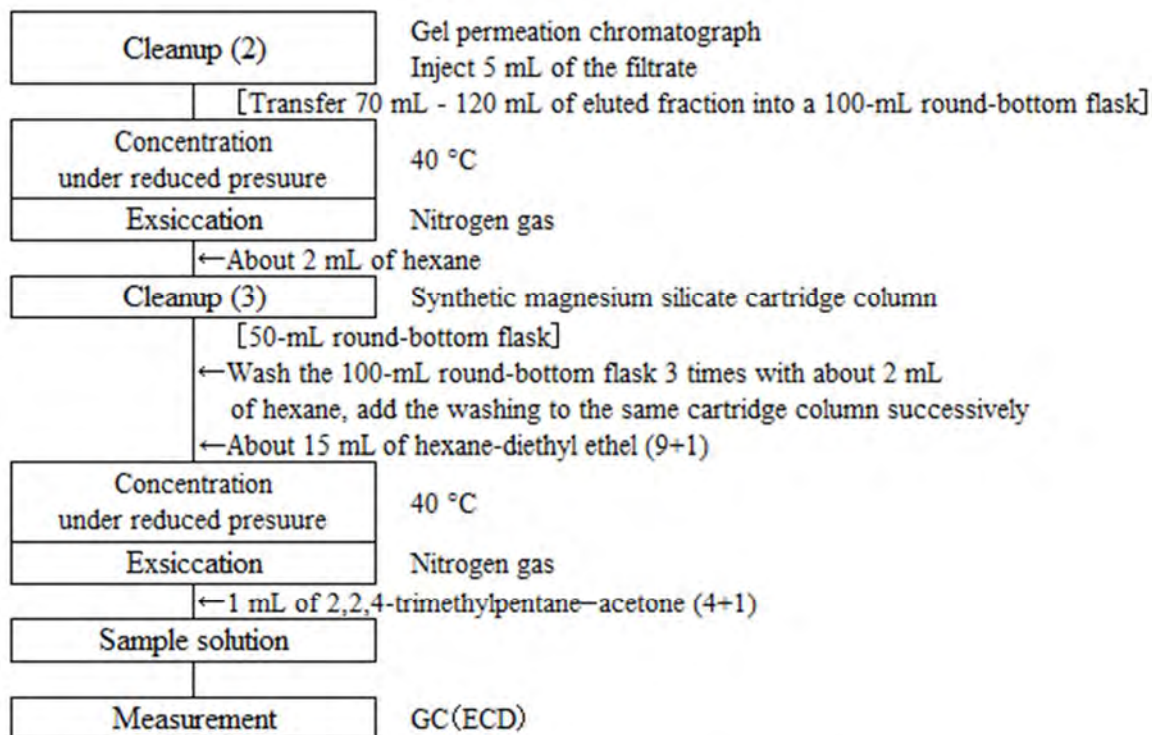 Cleanup (2)
Gel permeation chromatograph
Inject 5 mL of the filtrate
[Transfer 70 mL - 120 mL of eluted fraction into a 100-mL round-bottom flask]
Concentration
under reduced presuure
40 °C
Exsiccation
Nitrogen gas
←About 2 mL of hexane
Cleanup (3)
Synthetic magnesium silicate cartridge column
[50-mL round-bottom flask]
←Wash the 100-mL round-bottom flask 3 times with about 2 mL
of hexane, add the washing to the same cartridge column successively
←About 15 mL of hexane-diethyl ethel (9+1)
Concentration
under reduced presuure
40 °C
Exsiccation
Nitrogen gas
←1 mL of 2,2,4-trimethylpentane−acetone (4+1)
Sample solution
Measurement
GC(ECD)